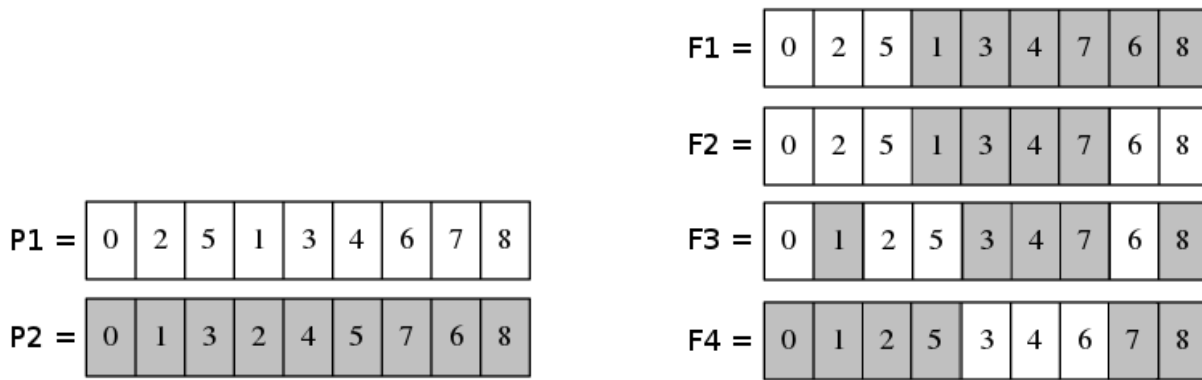 F1 = 0 2 5 1 3 4 7 6 8
F2 = 0 2 5 1 3 4 7 6 8
P1 = 0 2 5 1 3 4 6 7 8
F3 = 0 1 2 5 3 4 7 6 8
P2 = 0 1 3 2 4 5 7 6 8
F4 = 0 1 2 5 3 4 6 7 8